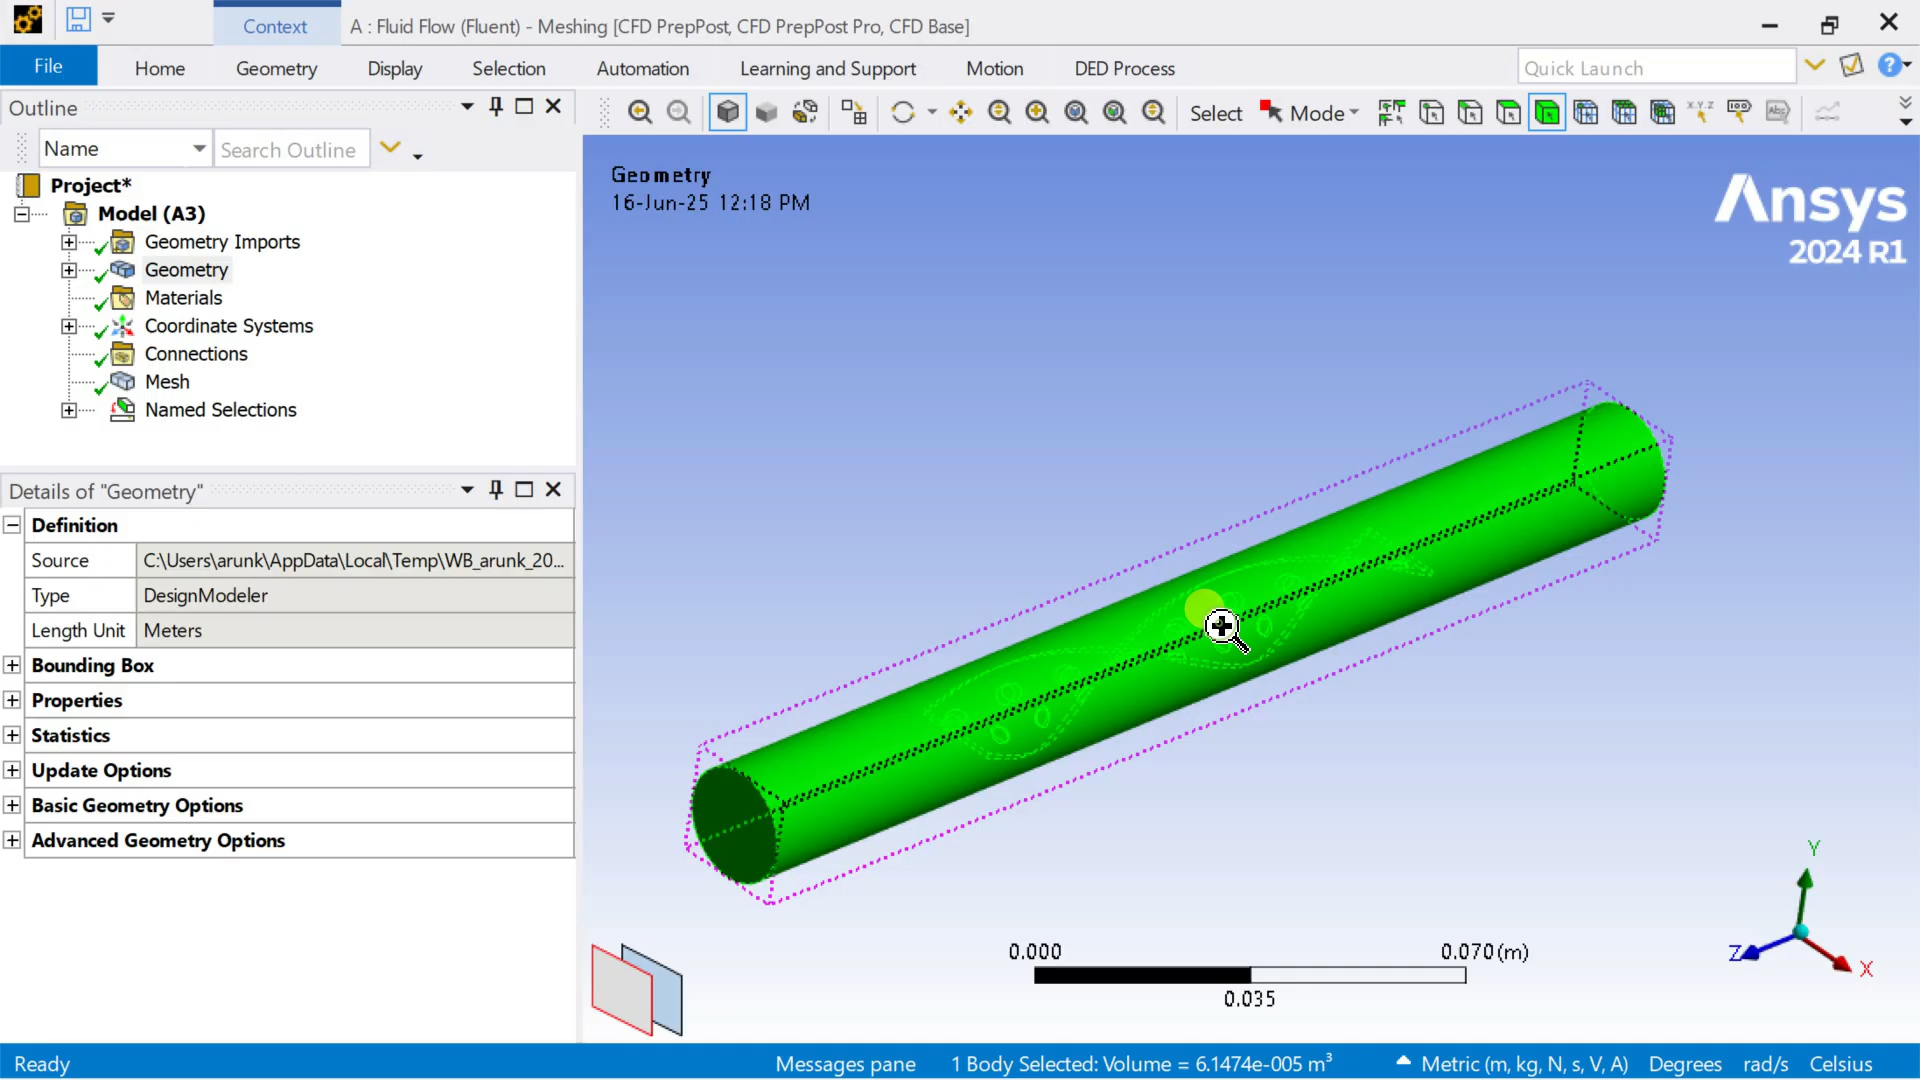 Context
A : Fluid Flow (Fluent) - Meshing [CFD PrepPost, CFD PrepPost Pro, CFD Base]
File
Home
Geometry
Display
Selection
Automation
Learning and Support
Motion
DED Process
Quick Launch
Outline
Select
Mode
Name
Search Outline
Project*
Model (A3)
Geometry Imports
Geometry
Materials
Coordinate Systems
Connections
Mesh
Named Selections
Geometry
16-Jun-25 12:18 PM
Ansys
2024 R1
Details of "Geometry"
Definition
Source C:\Users\arunk\AppData\Local\Temp\WB_arunk_20...
Type DesignModeler
Length Unit Meters
Bounding Box
Properties
Statistics
Update Options
Basic Geometry Options
Advanced Geometry Options
0.000
0.070(m)
0.035
Y
Z
X
Ready
Messages pane
1 Body Selected: Volume = 6.1474e-005 m³
Metric (m, kg, N, s, V, A)
Degrees
rad/s
Celsius